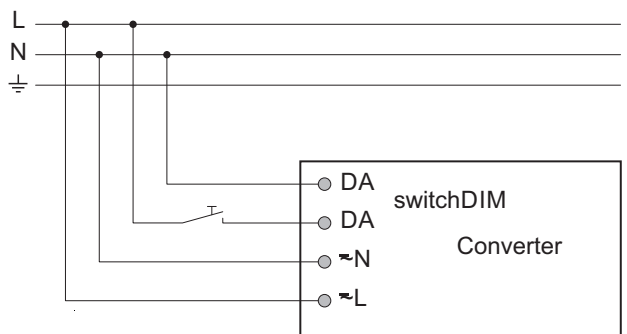 L
N
DA
switchDIM
DA
Converter
≂N
≂L